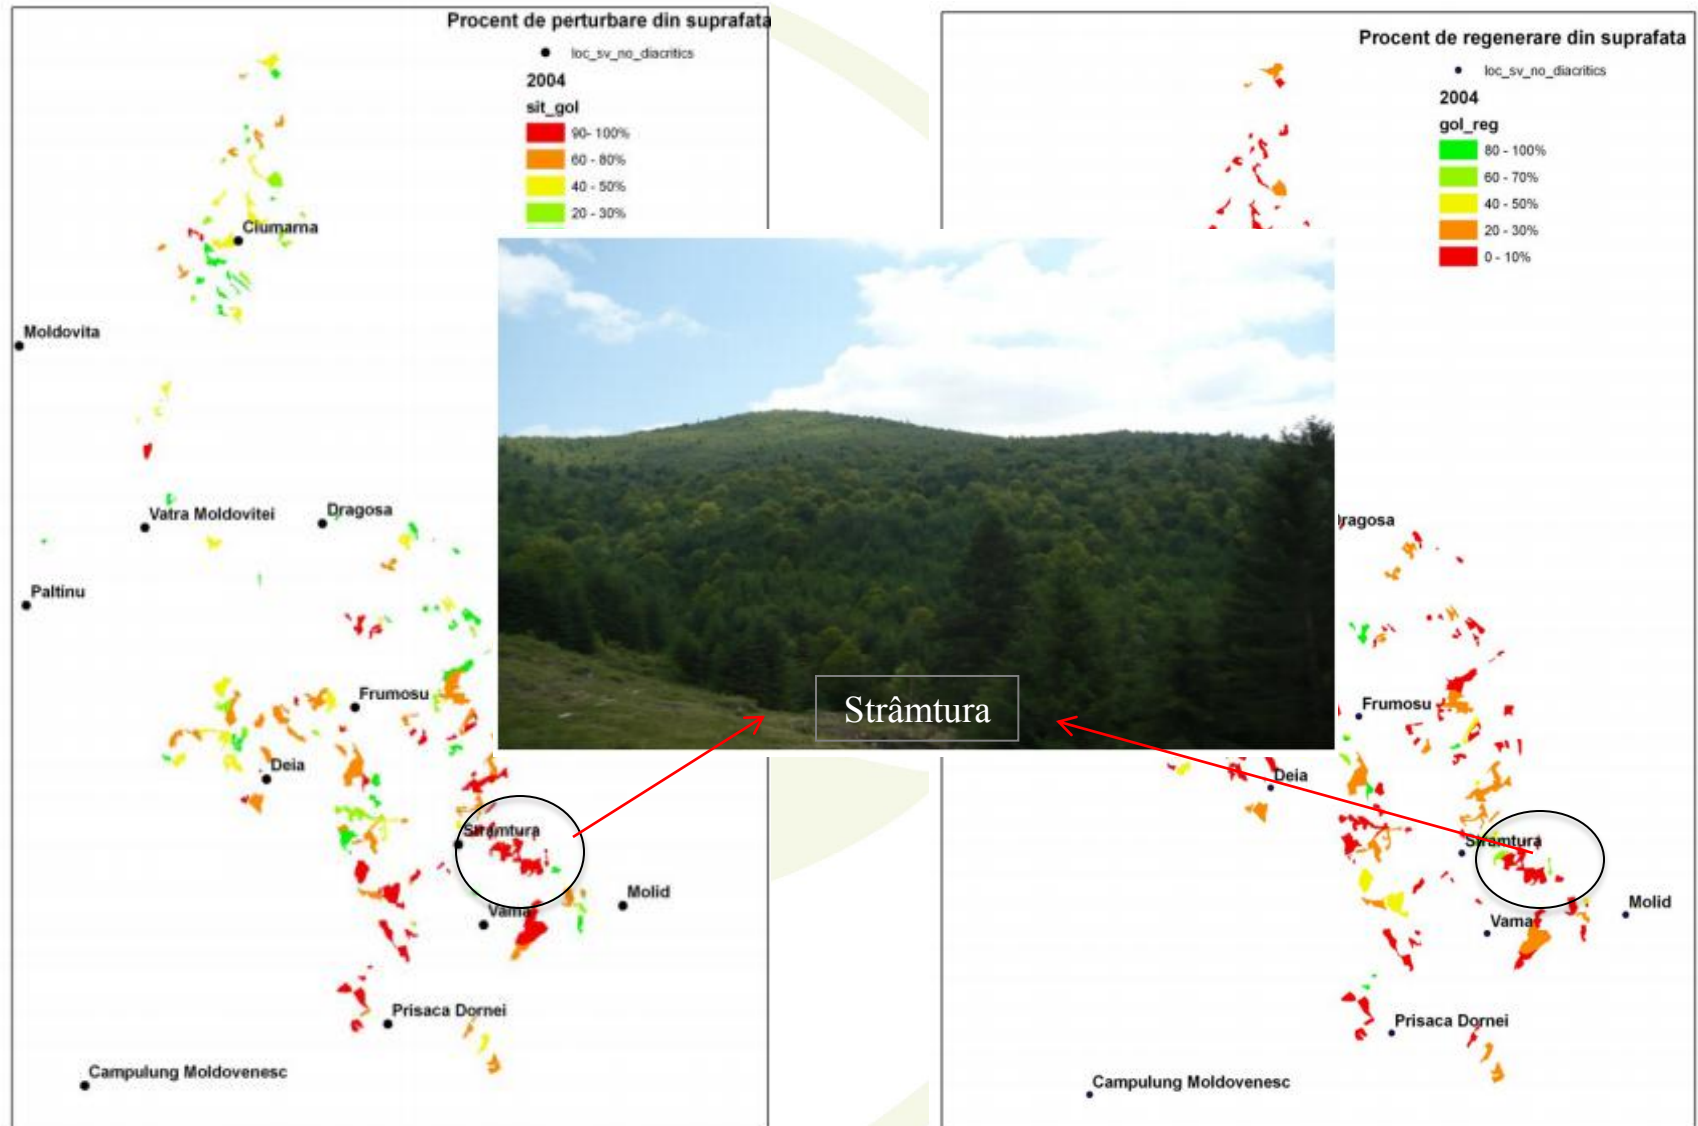 Procent de perturbare din suprafata
loc_sv_no_diacritics
2004
sit_gol
90- 100%
60 - 80%
40 - 50%
20 - 30%
Ciumarna
Moldovita
Vatra Moldovitei
Dragosa
Paltinu
Frumosu
Deia
Stramtura
Vama
Molid
Prisaca Dornei
Campulung Moldovenesc
Strâmtura
Procent de regenerare din suprafata
loc_sv_no_diacritics
2004
gol_reg
80 - 100%
60 - 70%
40 - 50%
20 - 30%
0 - 10%
ragosa
Frumosu
Deia
Stramtura
Vama
Molid
Prisaca Dornei
Campulung Moldovenesc